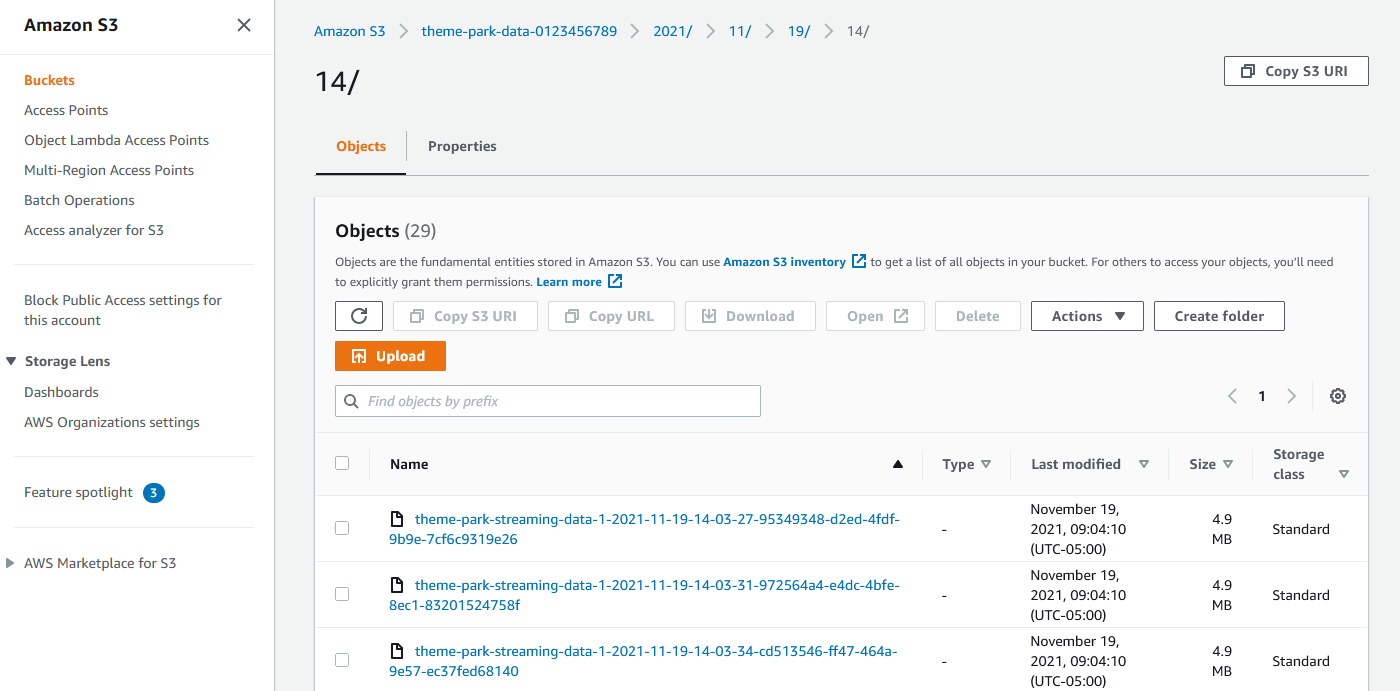 Amazon S3
Buckets
Access Points
Object Lambda Access Points
Multi-Region Access Points
Batch Operations
Access analyzer for S3
Block Public Access settings for
this account
Storage Lens
Dashboards
AWS Organizations settings
Feature spotlight 3
AWS Marketplace for S3
Amazon S3 theme-park-data-0123456789 2021/ 11/ 19/ 14/
14/
Copy S3 URI
Objects Properties
Objects (29)
Objects are the fundamental entities stored in Amazon S3. You can use Amazon S3 inventory to get a list of all objects in your bucket. For others to access your objects, you'll need
to explicitly grant them permissions. Learn more
Copy S3 URI Copy URL Download Open Delete Actions Create folder
Upload
Find objects by prefix
1
Name Type Last modified Size Storage
class
theme-park-streaming-data-1-2021-11-19-14-03-27-95349348-d2ed-4fdf-
9b9e-7cf6c9319e26
-
November 19,
2021, 09:04:10
(UTC-05:00)
4.9
MB
Standard
theme-park-streaming-data-1-2021-11-19-14-03-31-972564a4-e4dc-4bfe-
8ec1-83201524758f
-
November 19,
2021, 09:04:10
(UTC-05:00)
4.9
MB
Standard
theme-park-streaming-data-1-2021-11-19-14-03-34-cd513546-ff47-464a-
9e57-ec37fed68140
-
November 19,
2021, 09:04:10
(UTC-05:00)
4.9
MB
Standard